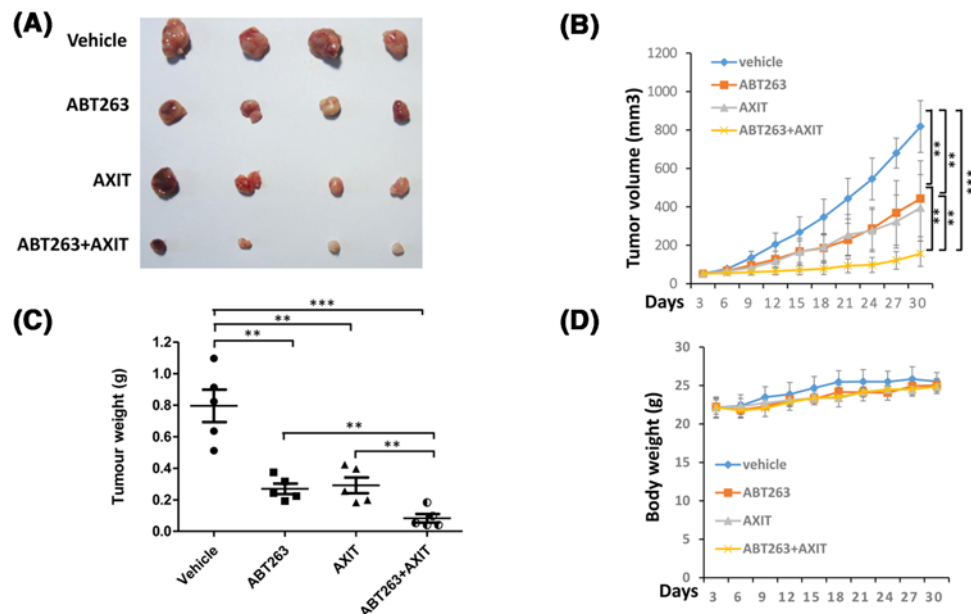 (A)
Vehicle
ABT263
AXIT
ABT263+AXIT
(B)
Tumor volume (mm3)
1200
1000
800
600
400
200
0
vehicle
ABT263
AXIT
ABT263+AXIT
** ** ***
** **
Days 3 6 9 12 15 18 21 24 27 30
(C)
Tumour weight (g)
1.2
1.0
0.8
0.6
0.4
0.2
0.0
***
**
**
**
**
Vehicle
ABT263
AXIT
ABT263+AXIT
(D)
Body weight (g)
30
25
20
15
10
5
0
vehicle
ABT263
AXIT
ABT263+AXIT
Days 3 6 9 12 15 18 21 24 27 30